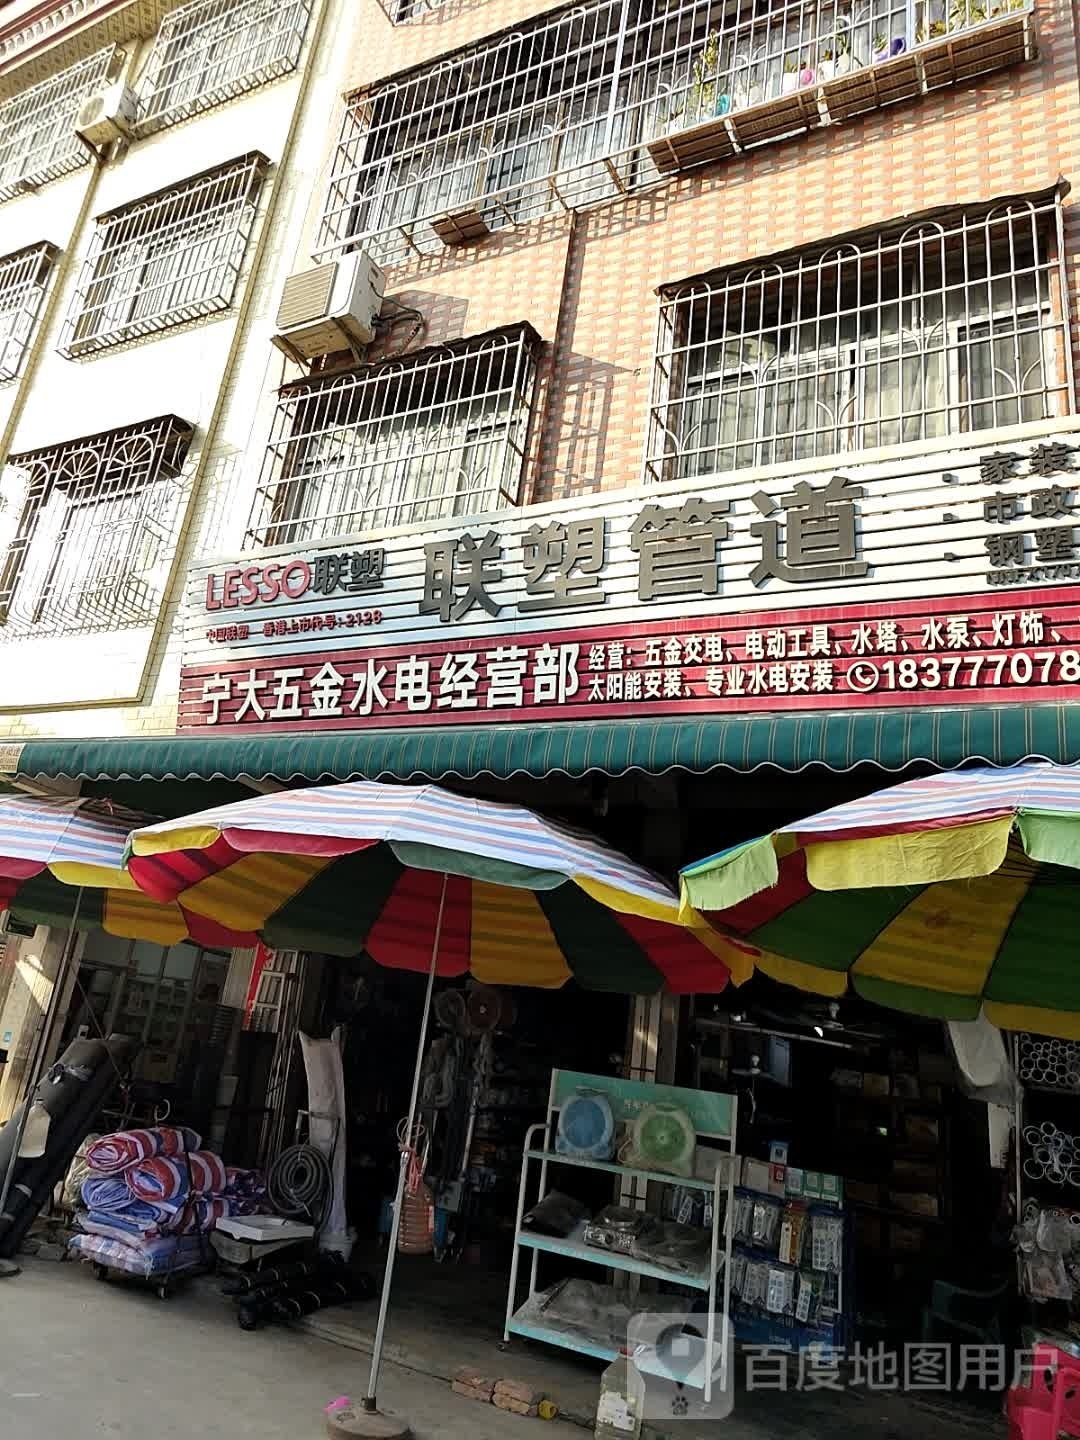 家装
市政
钢塑
LESSO联塑
联塑管道
中国联塑 香港上市代号:2128
宁大五金水电经营部
经营：五金交电、电动工具、水塔、水泵、灯饰、
太阳能安装、专业水电安装
18377707
百度地图用户